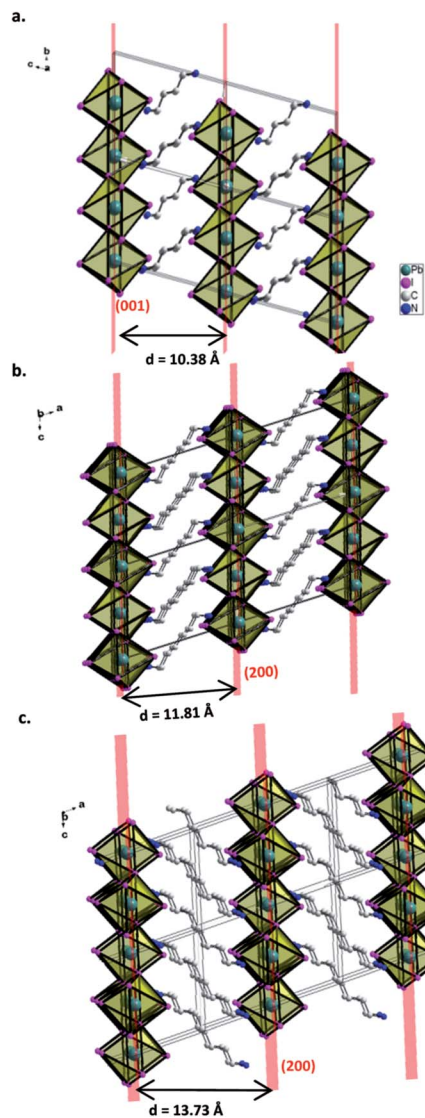 a.
b
c a
Pb
I
C
N
(001)
d = 10.38 Å
b.
b a
c
(200)
d = 11.81 Å
c.
b a
c
(200)
d = 13.73 Å